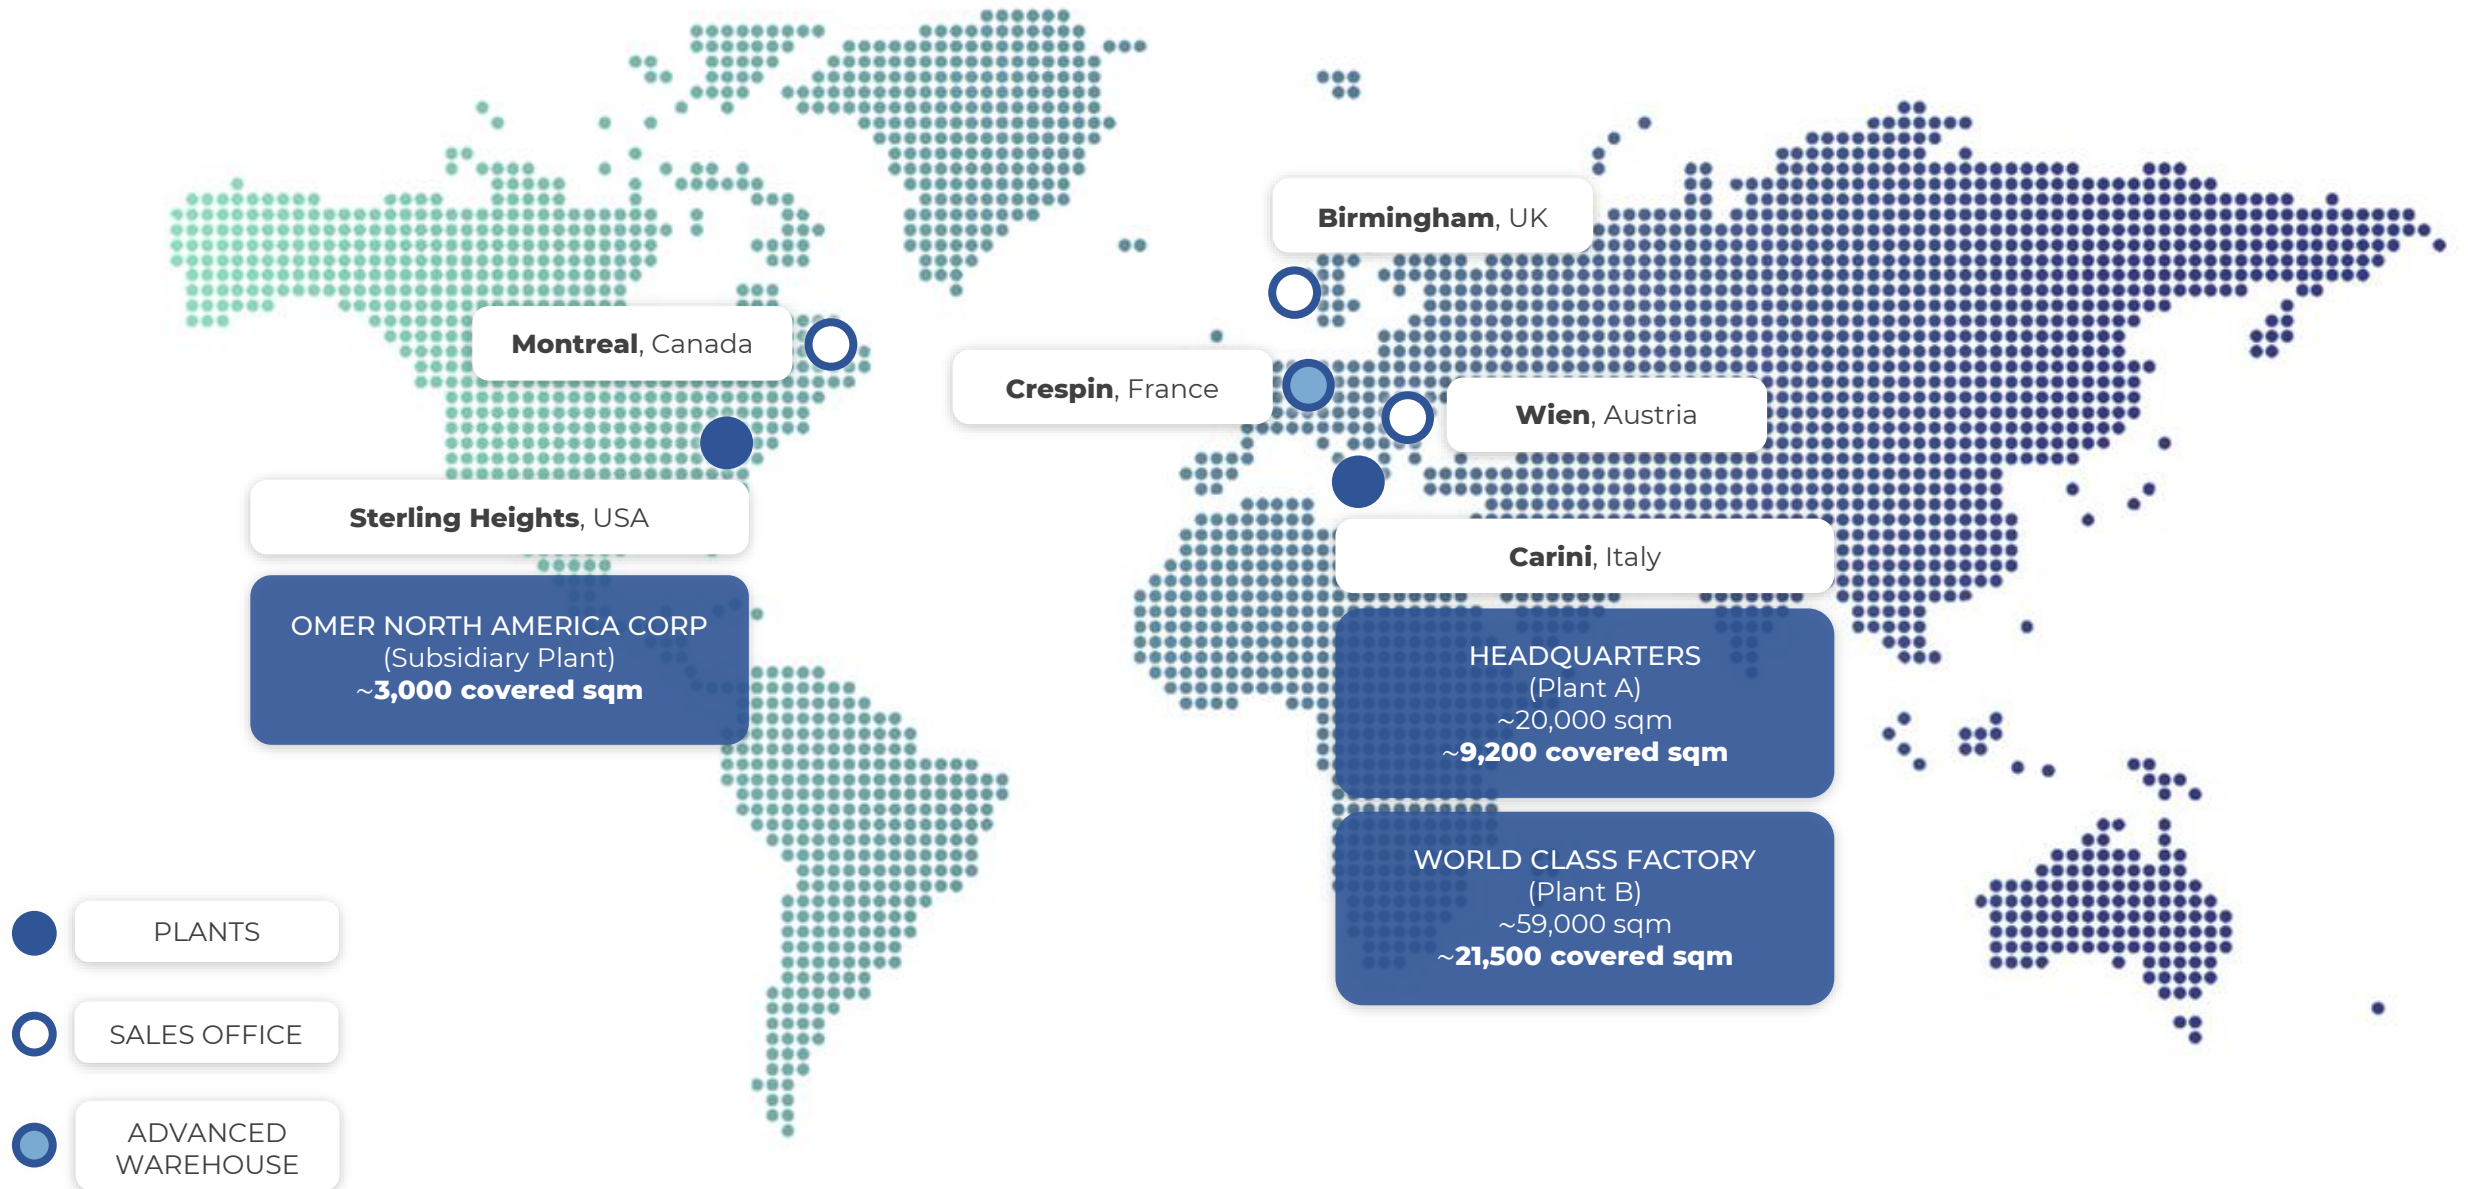 Birmingham, UK
Montreal, Canada
Crespin, France
Wien, Austria
Sterling Heights, USA
OMER NORTH AMERICA CORP
(Subsidiary Plant)
~3,000 covered sqm
Carini, Italy
HEADQUARTERS
(Plant A)
~20,000 sqm
~9,200 covered sqm
WORLD CLASS FACTORY
(Plant B)
~59,000 sqm
~21,500 covered sqm
PLANTS
SALES OFFICE
ADVANCED
WAREHOUSE